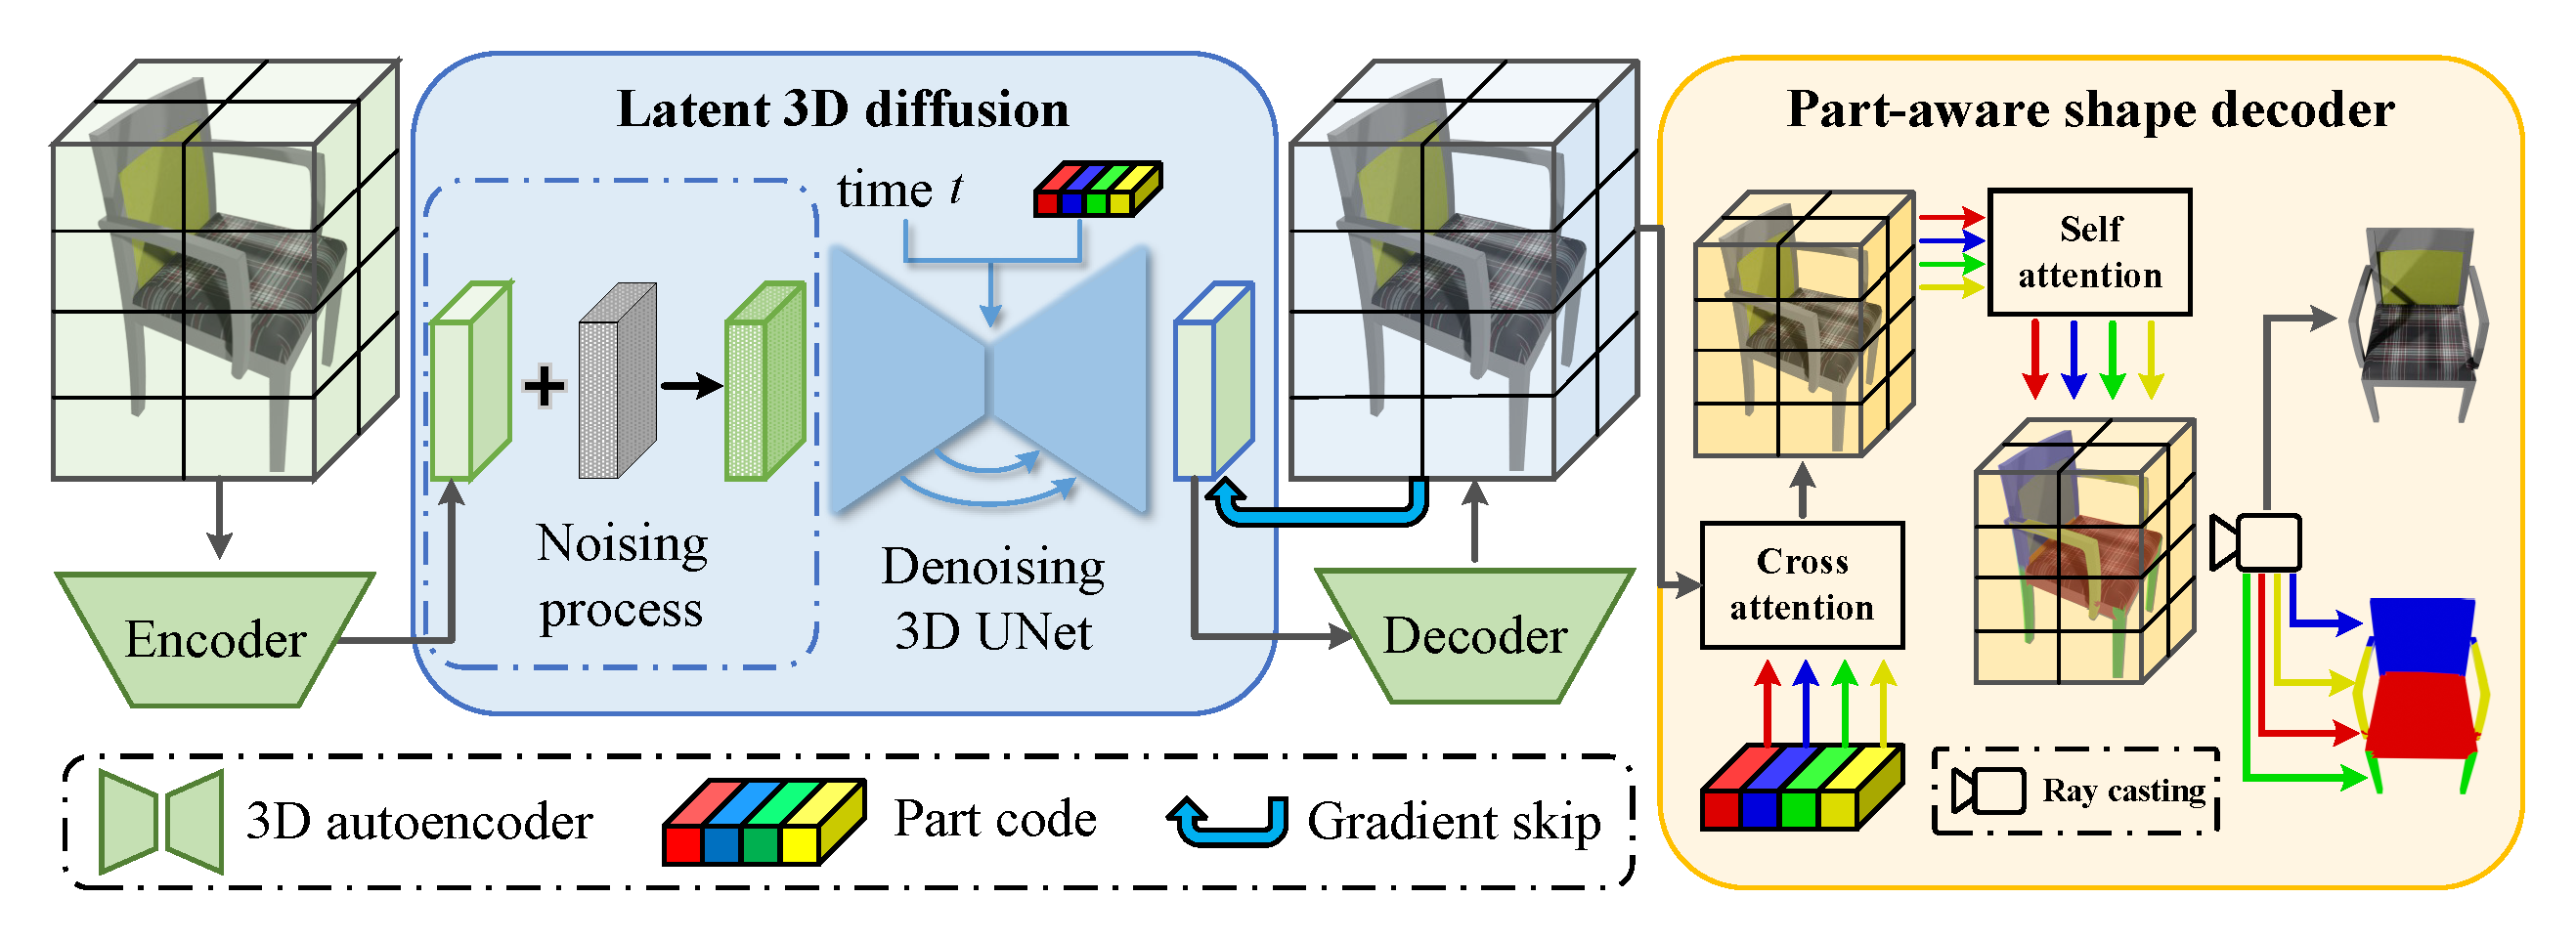 Latent 3D diffusion
time t
Noising
process
Denoising
3D UNet
Encoder
Decoder
Part-aware shape decoder
Self
attention
Cross
attention
Ray casting
3D autoencoder
Part code
Gradient skip